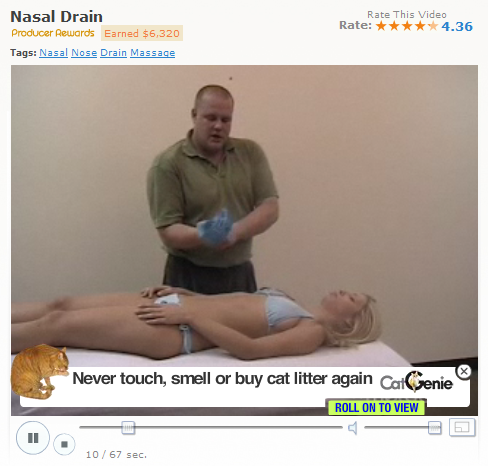 Nasal Drain
Rate This Video
Producer Rewards Earned $6,320
Rate: 4.36
Tags: Nasal Nose Drain Massage
Never touch, smell or buy cat litter again CatGenie
ROLL ON TO VIEW
10 / 67 sec.